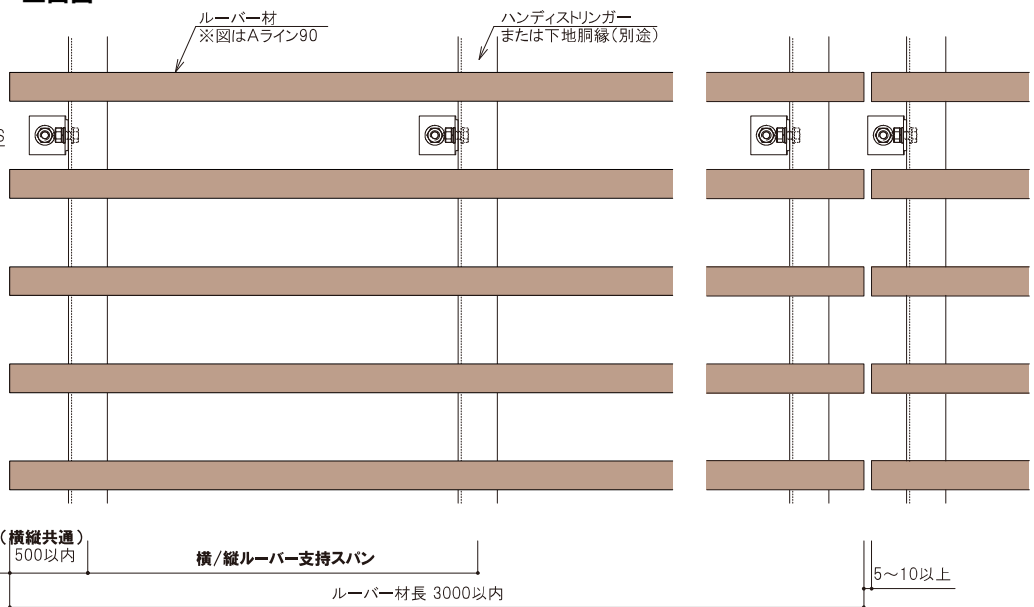 ルーバー材
※図はAライン90
ハンディストリンガー
または下地胴縁(別途)
(横縦共通)
500以内
横/縦ルーバー支持スパン
5～10以上
ルーバー材長 3000以内